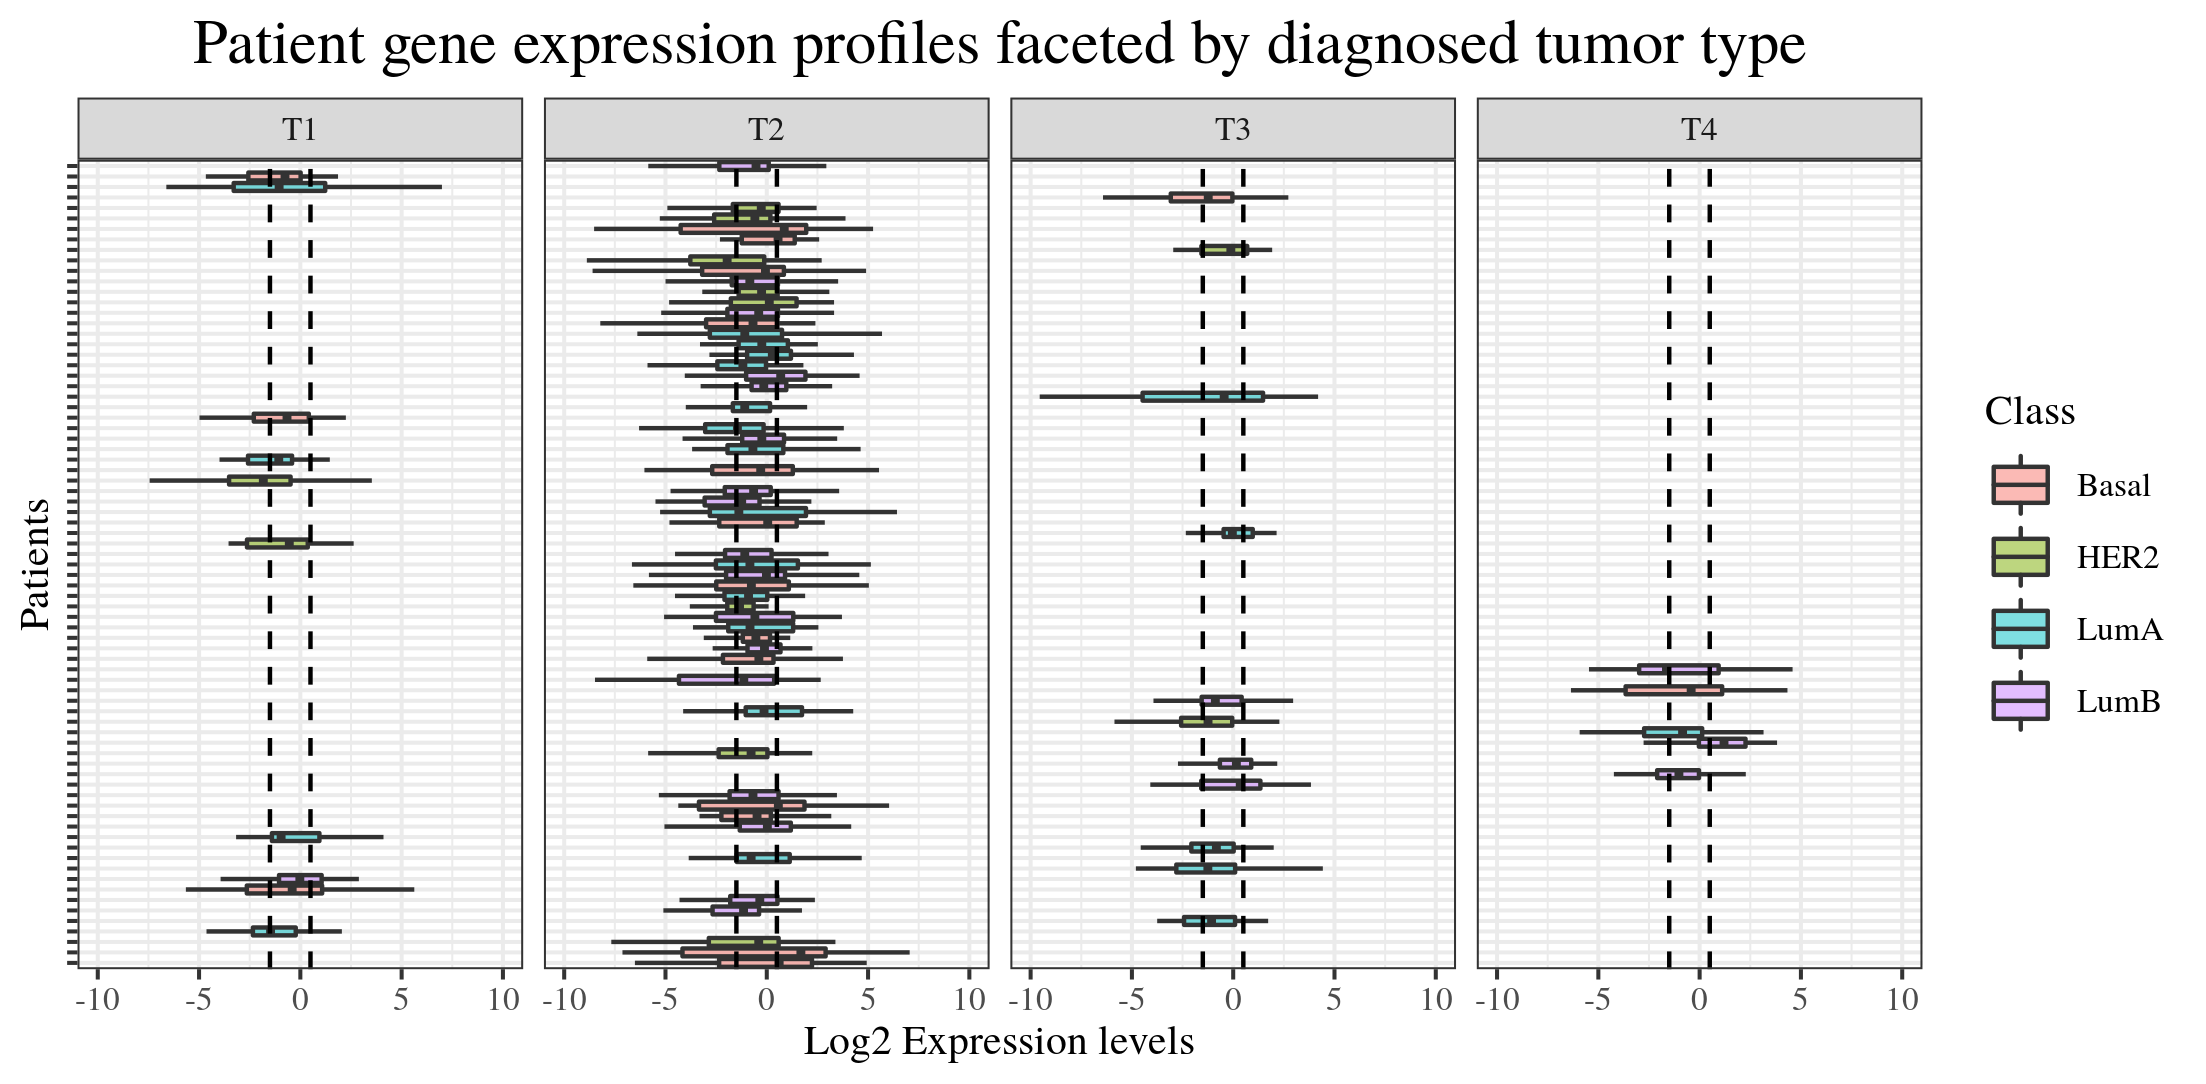 Patient gene expression profiles faceted by diagnosed tumor type
T1 T2 T3 T4
Patients
-10 -5 0 5 10 -10 -5 0 5 10 -10 -5 0 5 10 -10 -5 0 5 10
Log2 Expression levels
Class
Basal
HER2
LumA
LumB